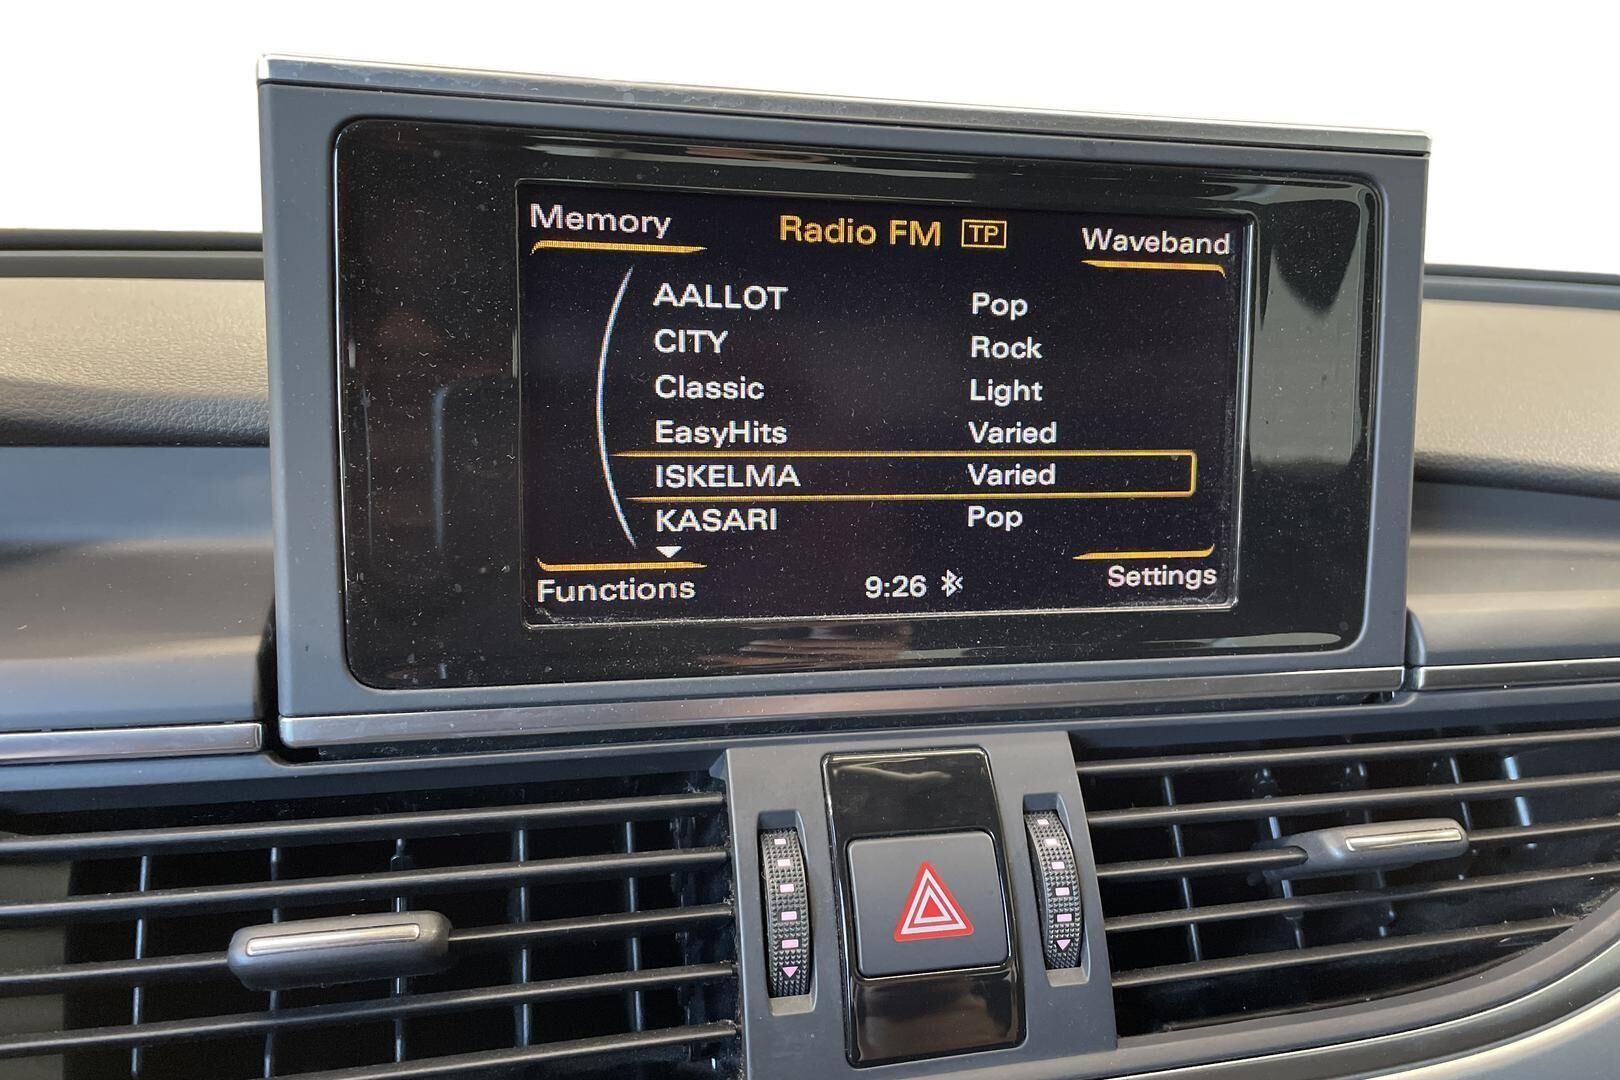 Memory Radio FM TP Waveband
AALLOT Pop
CITY Rock
Classic Light
EasyHits Varied
ISKELMA Varied
KASARI Pop
Functions 9:26 Settings